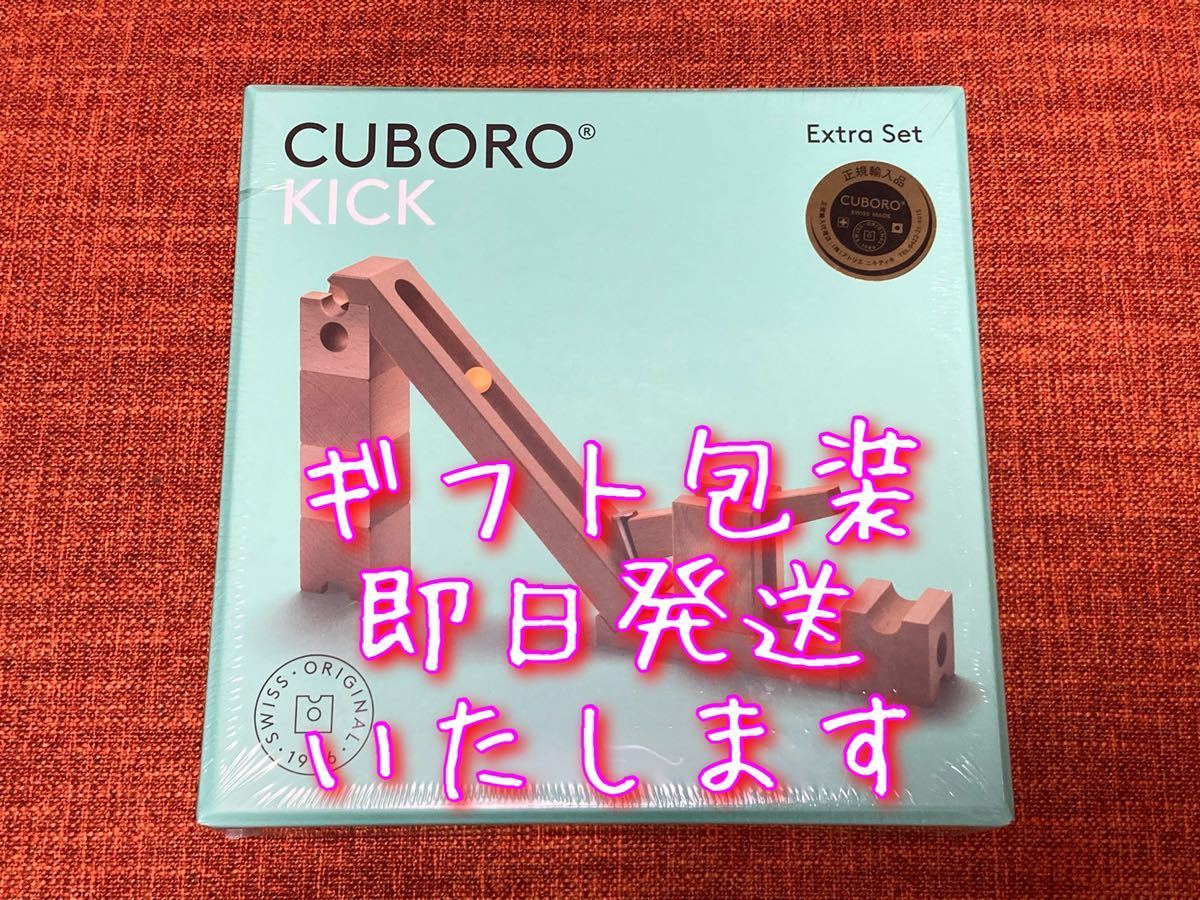 CUBORO®
KICK
Extra Set
正規輸入品
CUBORO®
SWISS MADE
ギフト包装
即日発送
いたします
SWISS · ORIGINAL ·